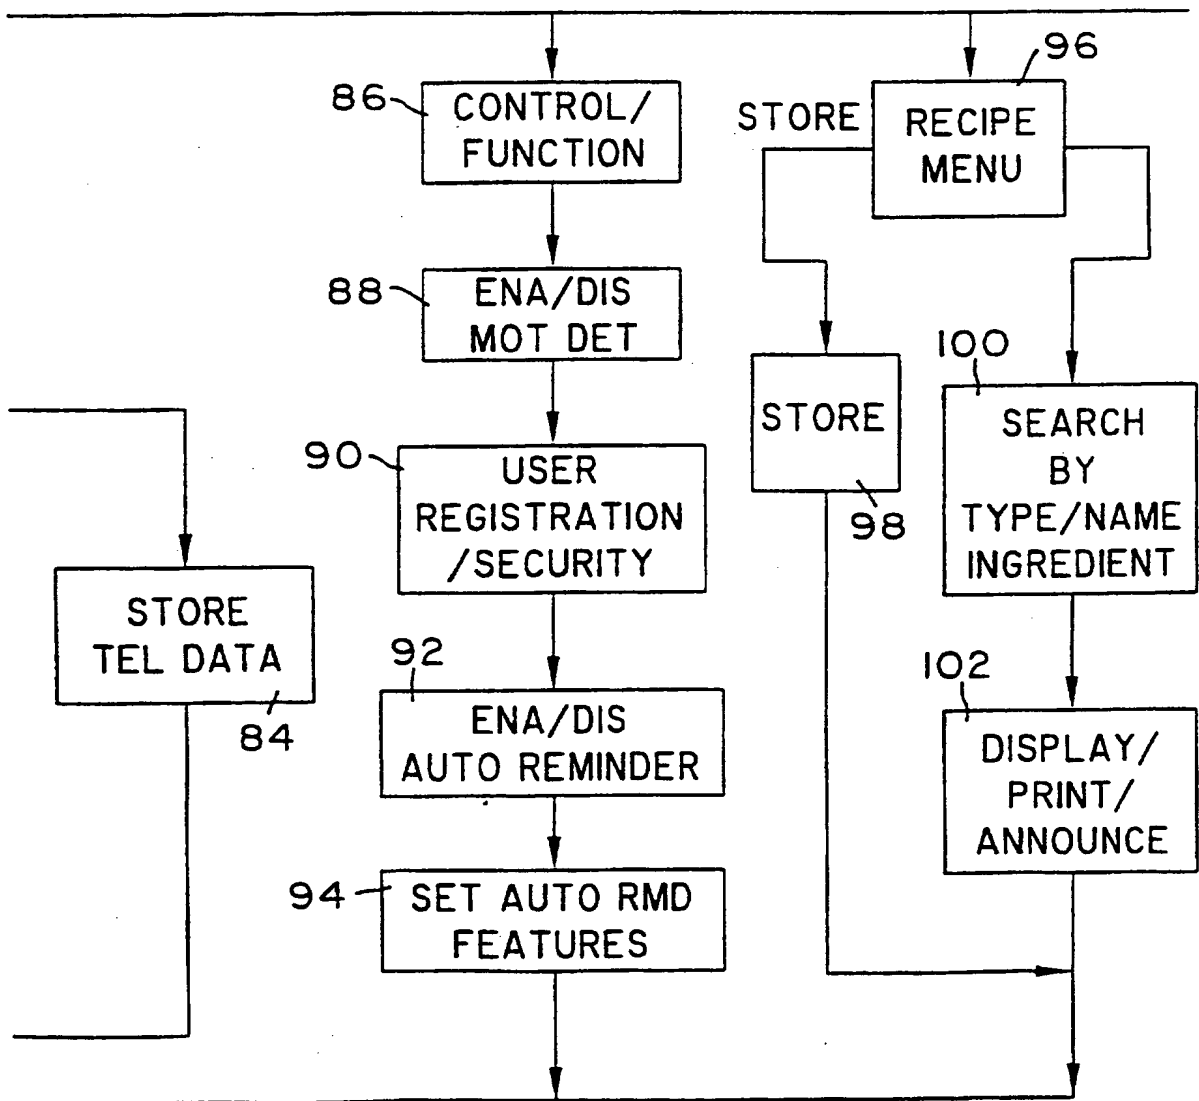 86
CONTROL/
FUNCTION
88
ENA/DIS
MOT DET
90
USER
REGISTRATION
/SECURITY
STORE
TEL DATA
84
92
ENA/DIS
AUTO REMINDER
94
SET AUTO RMD
FEATURES
96
STORE
RECIPE
MENU
STORE
98
100
SEARCH
BY
TYPE/NAME
INGREDIENT
102
DISPLAY/
PRINT/
ANNOUNCE